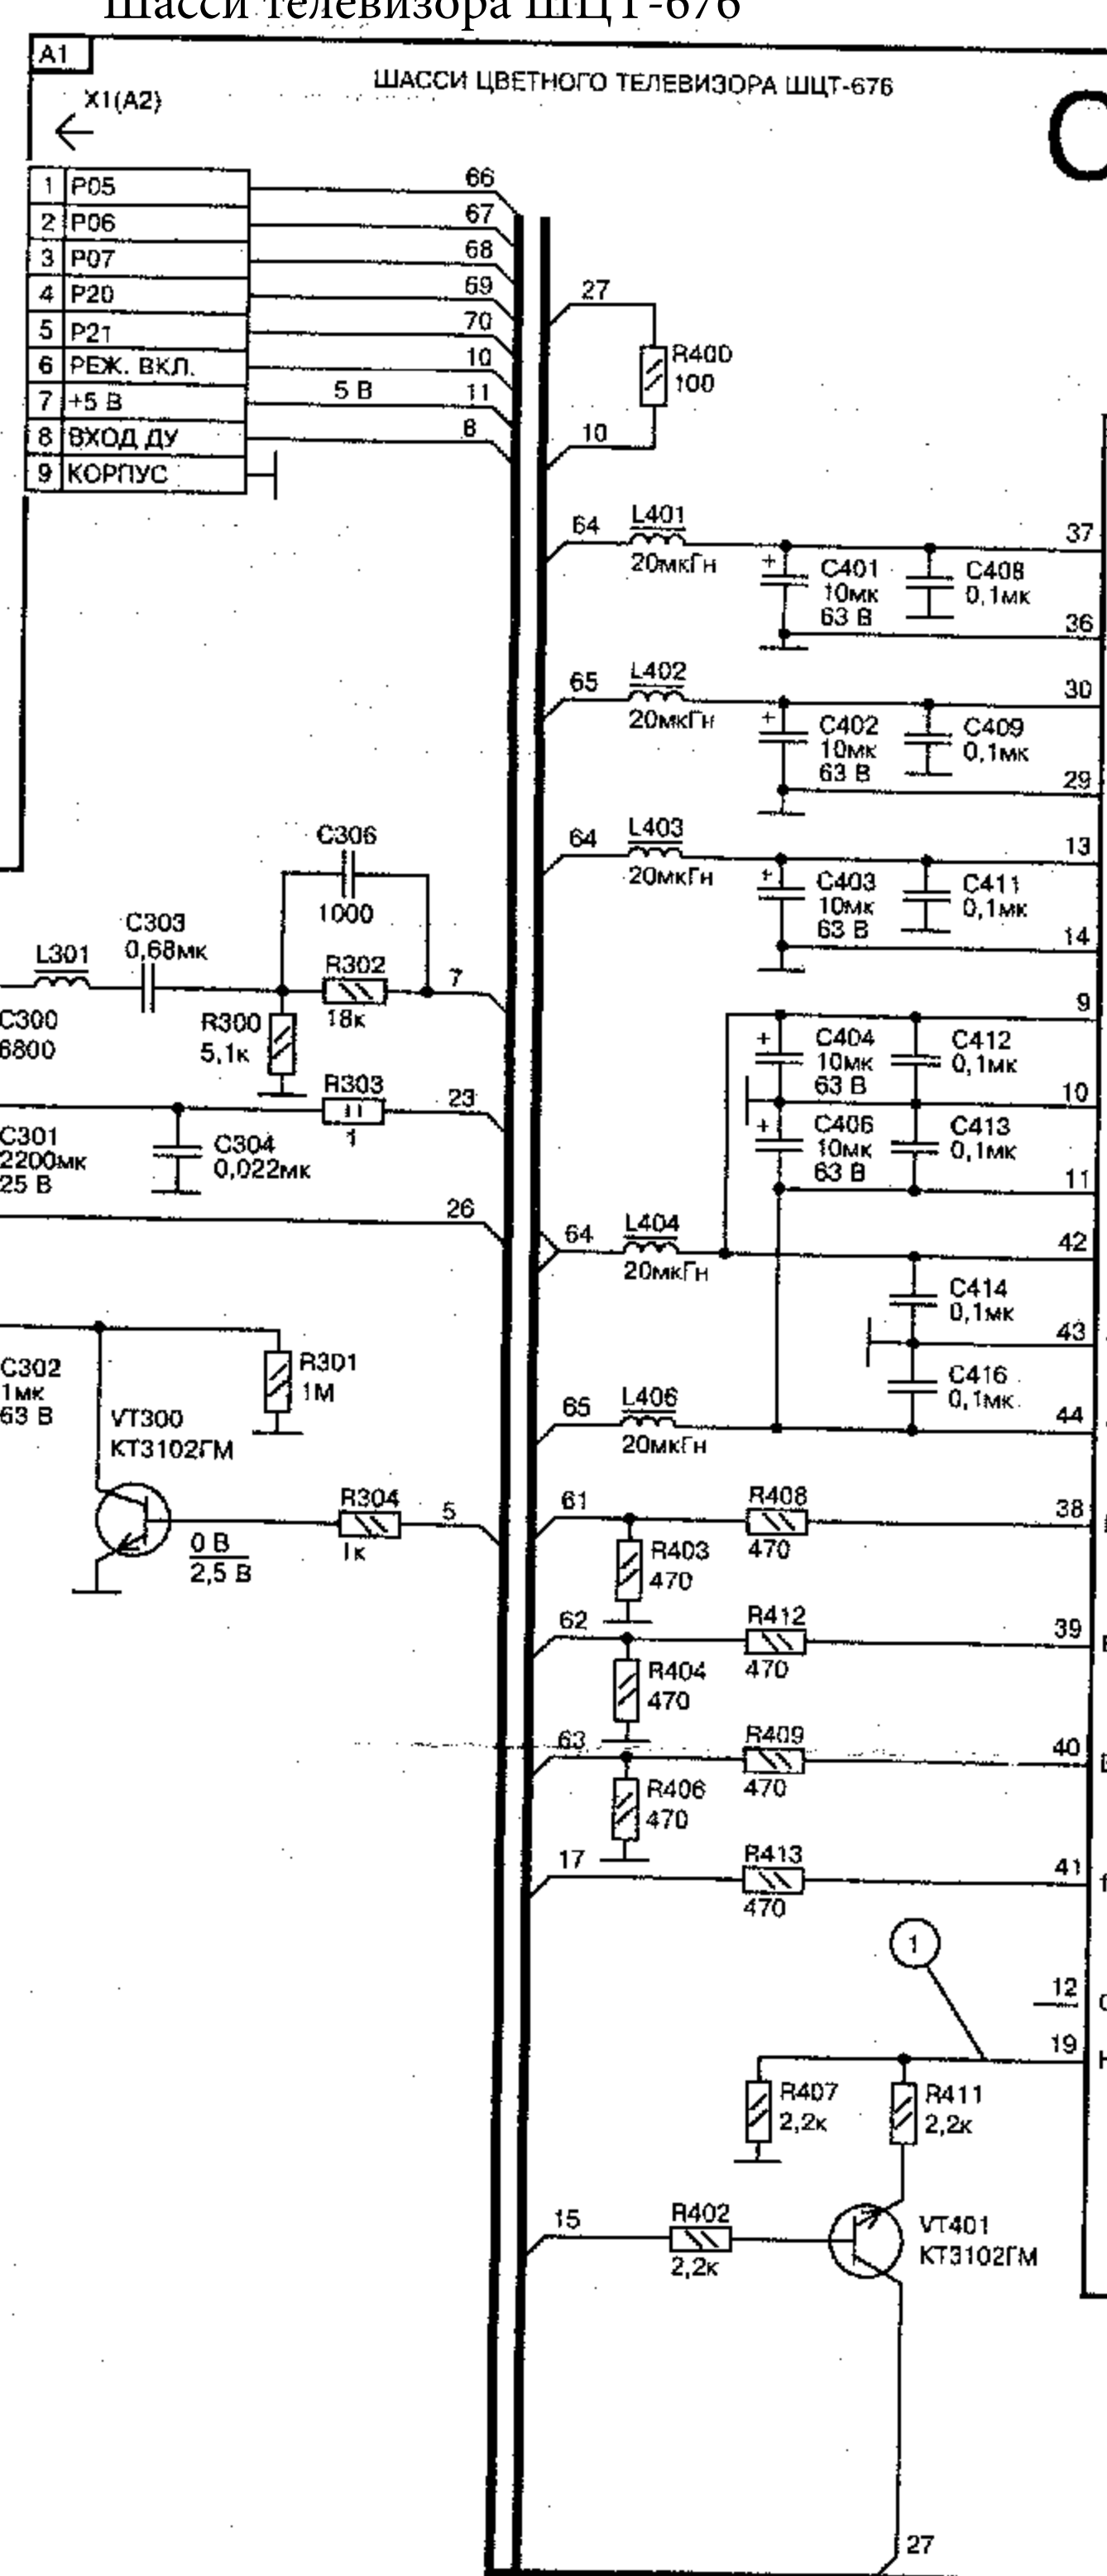 Шасси телевизора ШЦТ-676
А1
ШАССИ ЦВЕТНОГО ТЕЛЕВИЗОРА ШЦТ-676
X1(A2)
1 P05 66
2 P06 67
3 P07 68
4 P20 69
5 P21 70
6 РЕЖ. ВКЛ. 10
7 +5 В 5 В 11
8 ВХОД ДУ 8
9 КОРПУС
27
R400
100
10
64 L401 37
20мкГн
+ C401 C408
10мк 0,1мк
63 В
36
65 L402 30
20мкГн
+ C402 C409
10мк 0,1мк
63 В
29
64 L403 13
20мкГн
+ C403 C411
10мк 0,1мк
63 В
14
C306
1000
C303
0,68мк
L301
R302 7
18к
C300
6800
R300
5,1к
R303 23
1
C301
2200мк
25 В
C304
0,022мк
26
9
+ C404 C412
10мк 0,1мк
63 В
10
+ C406 C413
10мк 0,1мк
63 В
11
64 L404 42
20мкГн
C414
0,1мк
43
C416
0,1мк
65 L406 44
20мкГн
C302
1мк
63 В
R301
1М
VT300
КТ3102ГМ
R304 5
1к
0 В
2,5 В
61 R408 38
470
R403
470
62 R412 39
470
R404
470
63 R409 40
470
R406
470
17 R413 41
470
1
12
19
R407 R411
2,2к 2,2к
15 R402
2,2к
VT401
КТ3102ГМ
27